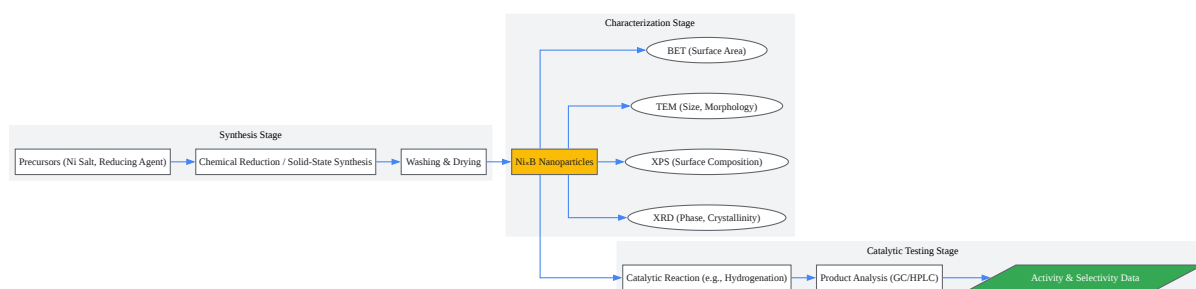 Characterization Stage
BET (Surface Area)
TEM (Size, Morphology)
Synthesis Stage
Precursors (Ni Salt, Reducing Agent)
Chemical Reduction / Solid-State Synthesis
Washing & Drying
NiₓB Nanoparticles
XPS (Surface Composition)
XRD (Phase, Crystallinity)
Catalytic Testing Stage
Catalytic Reaction (e.g., Hydrogenation)
Product Analysis (GC/HPLC)
Activity & Selectivity Data